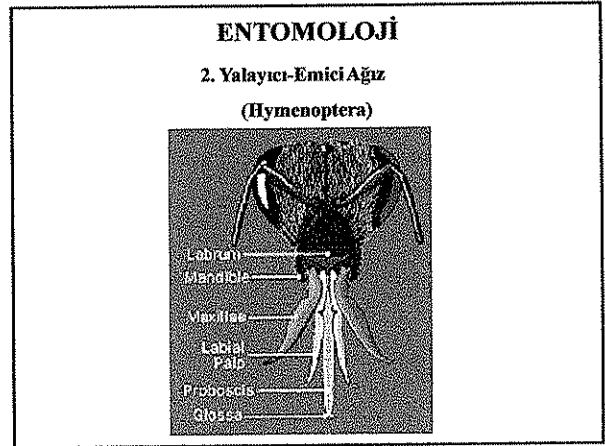 ENTOMOLOJİ
2. Yalayıcı-Emici Ağız
(Hymenoptera)
Labrum
Mandible
Maxillae
Labial
Palp
Proboscis
Glossa